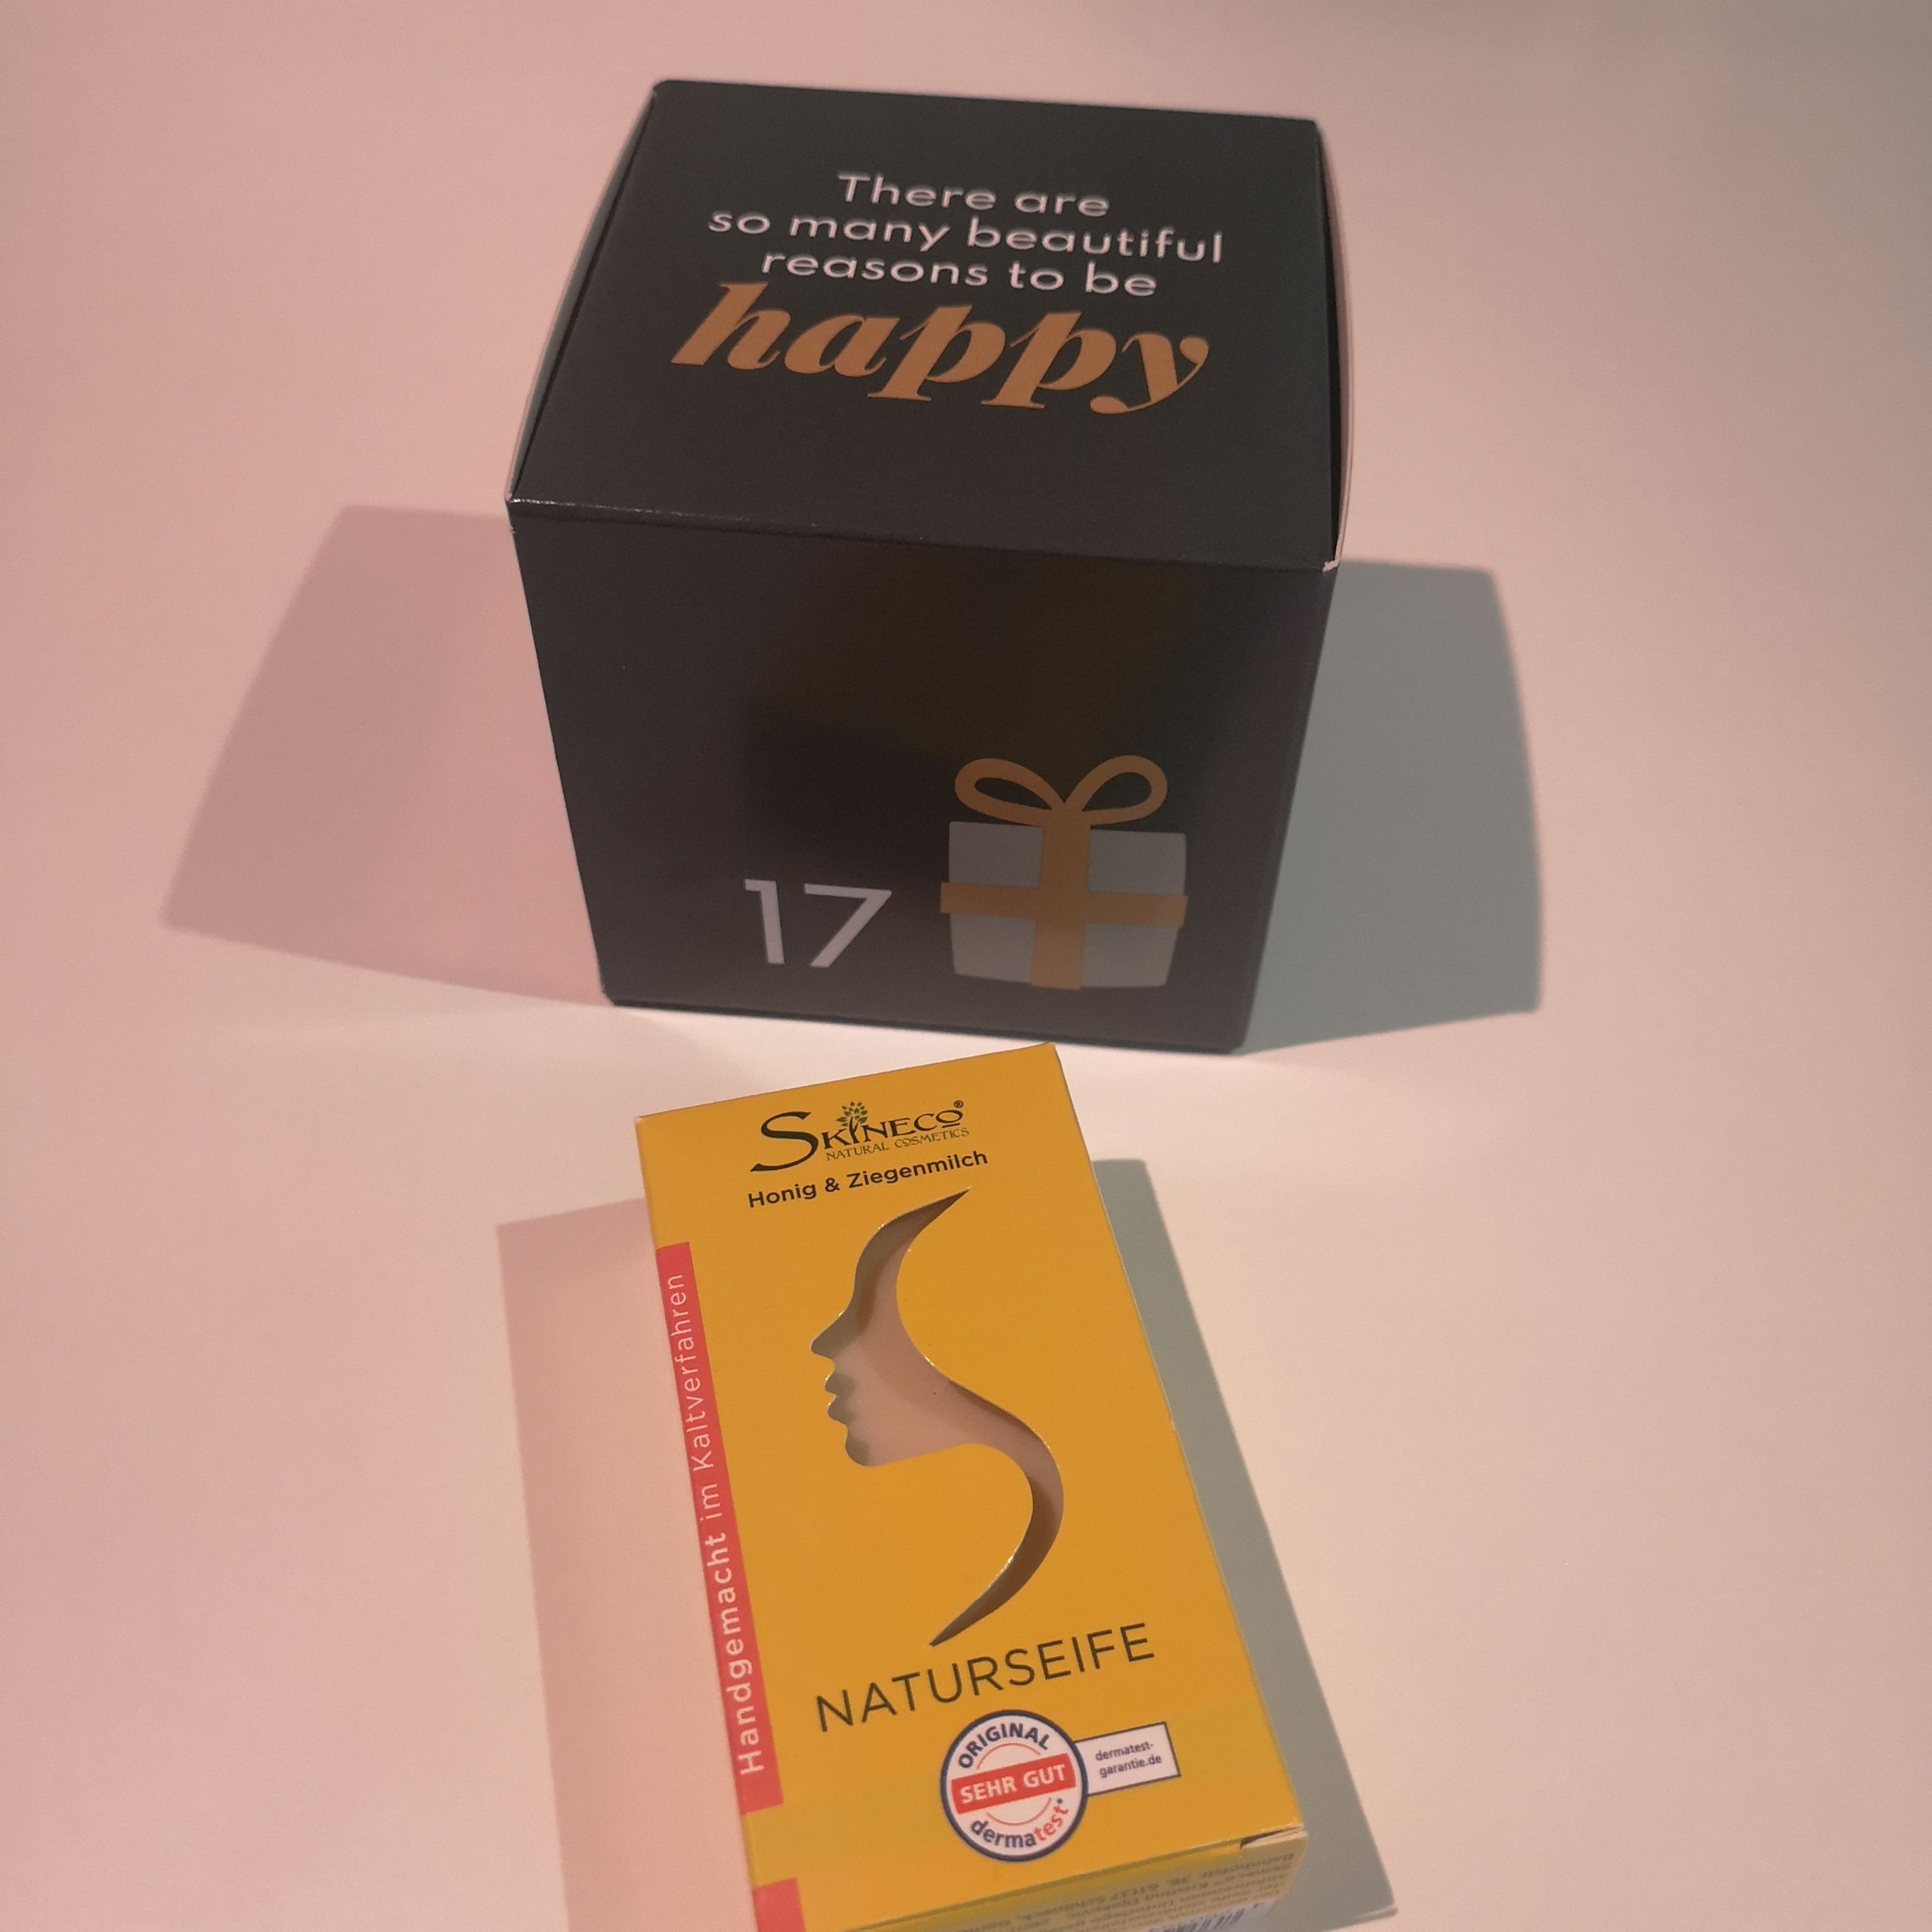 There are
so many beautiful
reasons to be
happy
17
SKINECO®
NATURAL COSMETICS
Honig & Ziegenmilch
Handgemacht im Kaltverfahren
NATURSEIFE
ORIGINAL
SEHR GUT
dermatest®
dermatest-
garantie.de